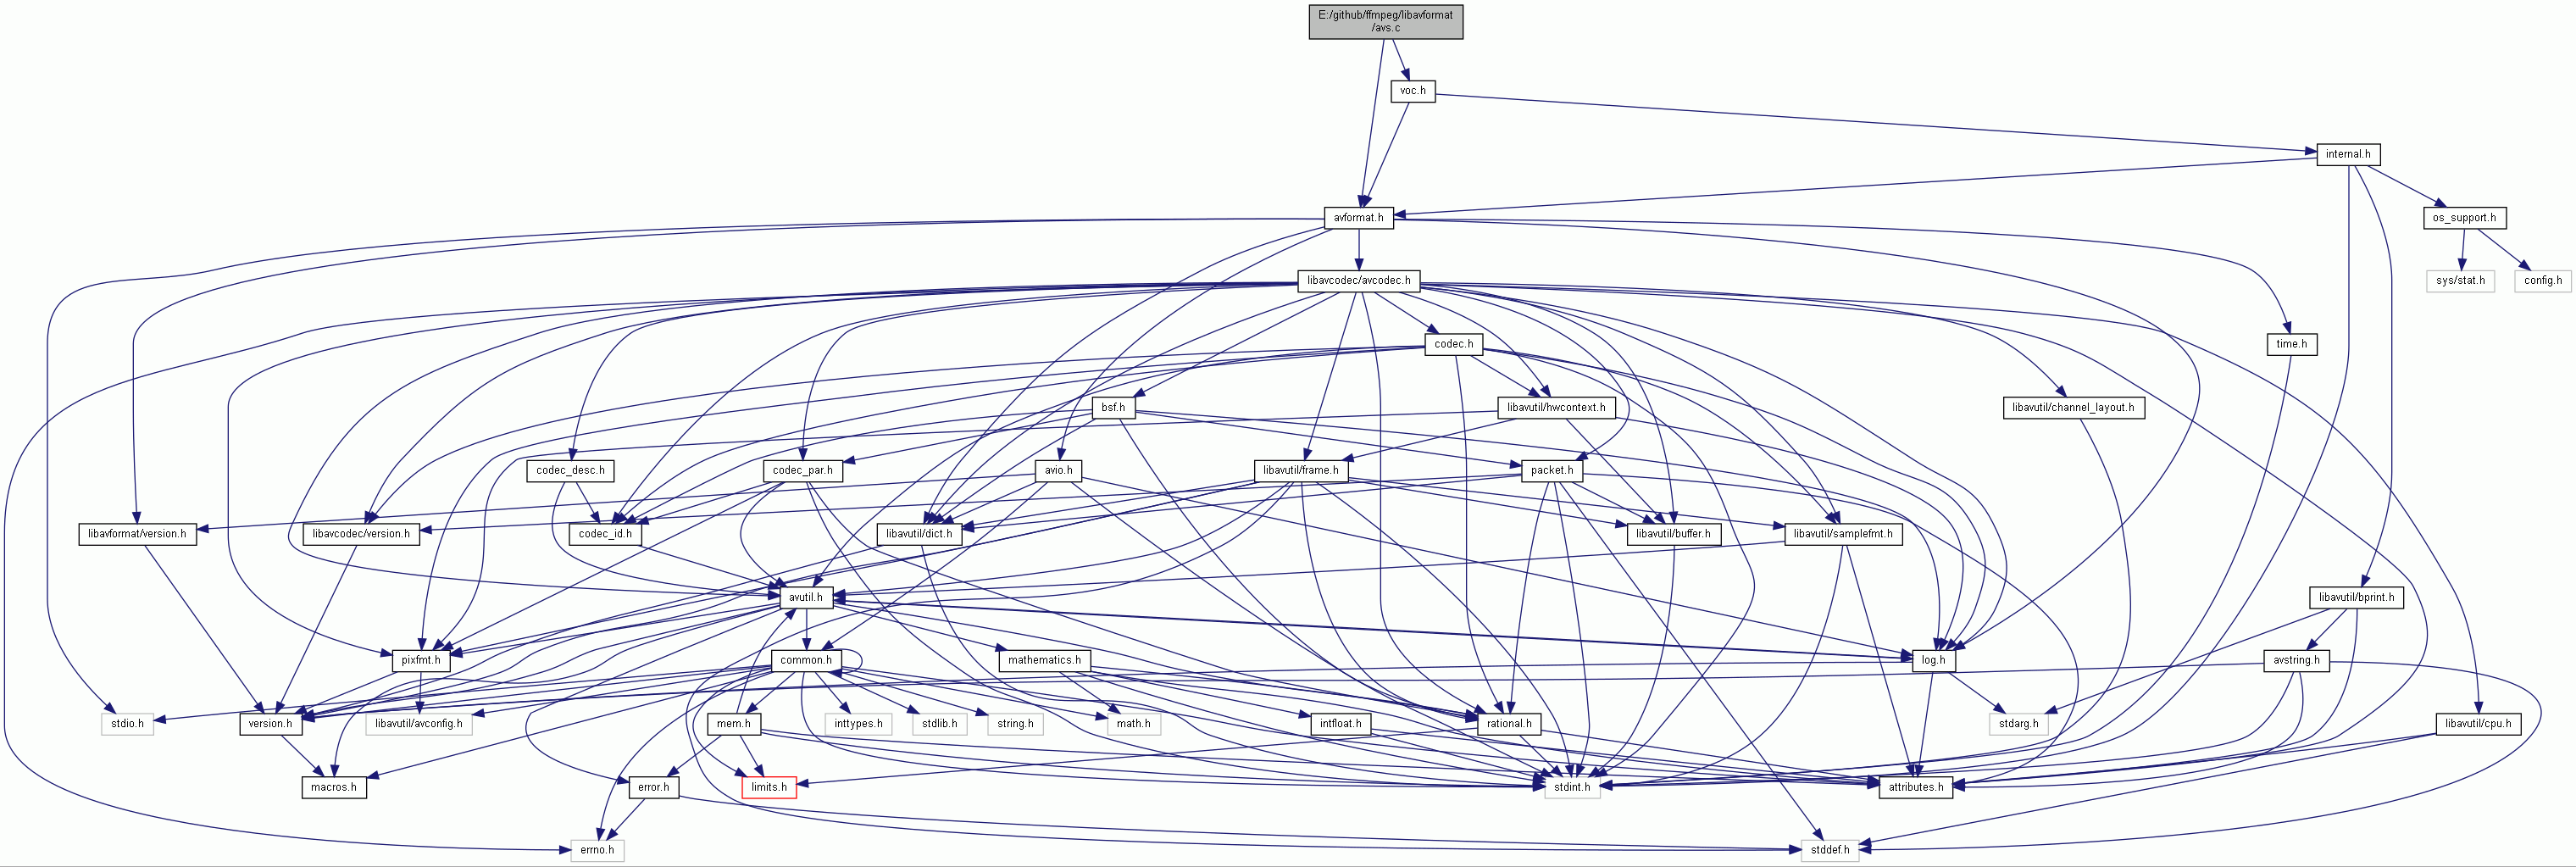 E:/github/ffmpeg/libavformat
/avs.c
voc.h
internal.h
avformat.h
os_support.h
libavcodec/avcodec.h
sys/stat.h
config.h
codec.h
time.h
bsf.h
libavutil/hwcontext.h
libavutil/channel_layout.h
codec_desc.h
codec_par.h
avio.h
libavutil/frame.h
packet.h
libavformat/version.h
libavcodec/version.h
codec_id.h
libavutil/dict.h
libavutil/buffer.h
libavutil/samplefmt.h
avutil.h
libavutil/bprint.h
pixfmt.h
common.h
mathematics.h
log.h
avstring.h
stdio.h
version.h
libavutil/avconfig.h
mem.h
inttypes.h
stdlib.h
string.h
math.h
intfloat.h
rational.h
stdarg.h
libavutil/cpu.h
macros.h
error.h
limits.h
stdint.h
attributes.h
errno.h
stddef.h